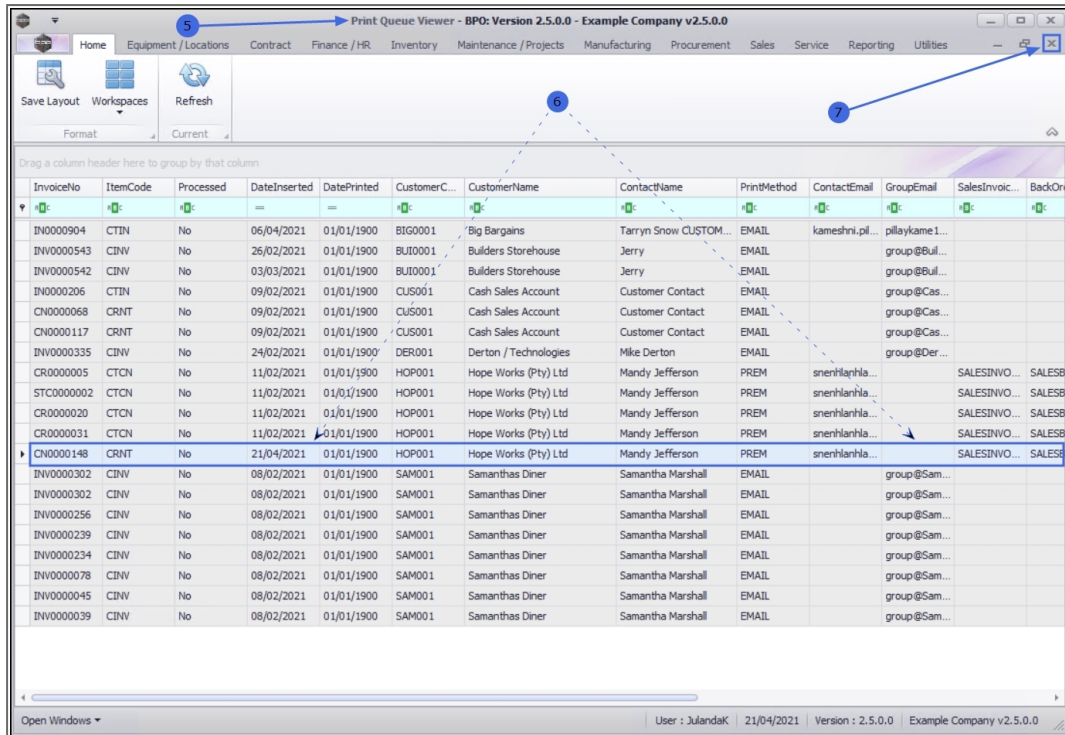 5
Print Queue Viewer - BPO: Version 2.5.0.0 - Example Company v2.5.0.0
Home Equipment / Locations Contract Finance / HR Inventory Maintenance / Projects Manufacturing Procurement Sales Service Reporting Utilities
Save Layout Workspaces Refresh
6
7
Format Current
Drag a column header here to group by that column
InvoiceNo ItemCode Processed DateInserted DatePrinted CustomerC... CustomerName ContactName PrintMethod ContactEmail GroupEmail SalesInvoic... BackOr
= =
IN0000904 CTIN No 06/04/2021 01/01/1900 BIG0001 Big Bargains Tarryn Snow CUSTOM... EMAIL kameshni.pil... pillaykame1...
INV0000543 CINV No 26/02/2021 01/01/1900 BUI0001 Builders Storehouse Jerry EMAIL group@Buil...
INV0000542 CINV No 03/03/2021 01/01/1900 BUI0001 Builders Storehouse Jerry EMAIL group@Buil...
IN0000206 CTIN No 09/02/2021 01/01/1900 CUS001 Cash Sales Account Customer Contact EMAIL group@Cas...
CN0000068 CRNT No 09/02/2021 01/01/1900 CUS001 Cash Sales Account Customer Contact EMAIL group@Cas...
CN0000117 CRNT No 09/02/2021 01/01/1900 CUS001 Cash Sales Account Customer Contact EMAIL group@Cas...
INV0000335 CINV No 24/02/2021 01/01/1900 DER001 Derton / Technologies Mike Derton EMAIL group@Der...
CR0000005 CTCN No 11/02/2021 01/01/1900 HOP001 Hope Works (Pty) Ltd Mandy Jefferson PREM snenhlanhla... SALESINVO... SALESB
STC0000002 CTCN No 11/02/2021 01/01/1900 HOP001 Hope Works (Pty) Ltd Mandy Jefferson PREM snenhlanhla... SALESINVO... SALESB
CR0000020 CTCN No 11/02/2021 01/01/1900 HOP001 Hope Works (Pty) Ltd Mandy Jefferson PREM snenhlanhla... SALESINVO... SALESB
CR0000031 CTCN No 11/02/2021 01/01/1900 HOP001 Hope Works (Pty) Ltd Mandy Jefferson PREM snenhlanhla... SALESINVO... SALESB
CN0000148 CRNT No 21/04/2021 01/01/1900 HOP001 Hope Works (Pty) Ltd Mandy Jefferson PREM snenhlanhla... SALESINVO... SALESB
INV0000302 CINV No 08/02/2021 01/01/1900 SAM001 Samanthas Diner Samantha Marshall EMAIL group@Sam...
INV0000302 CINV No 08/02/2021 01/01/1900 SAM001 Samanthas Diner Samantha Marshall EMAIL group@Sam...
INV0000256 CINV No 08/02/2021 01/01/1900 SAM001 Samanthas Diner Samantha Marshall EMAIL group@Sam...
INV0000239 CINV No 08/02/2021 01/01/1900 SAM001 Samanthas Diner Samantha Marshall EMAIL group@Sam...
INV0000234 CINV No 08/02/2021 01/01/1900 SAM001 Samanthas Diner Samantha Marshall EMAIL group@Sam...
INV0000078 CINV No 08/02/2021 01/01/1900 SAM001 Samanthas Diner Samantha Marshall EMAIL group@Sam...
INV0000045 CINV No 08/02/2021 01/01/1900 SAM001 Samanthas Diner Samantha Marshall EMAIL group@Sam...
INV0000039 CINV No 08/02/2021 01/01/1900 SAM001 Samanthas Diner Samantha Marshall EMAIL group@Sam...
Open Windows User : JulandaK 21/04/2021 Version : 2.5.0.0 Example Company v2.5.0.0